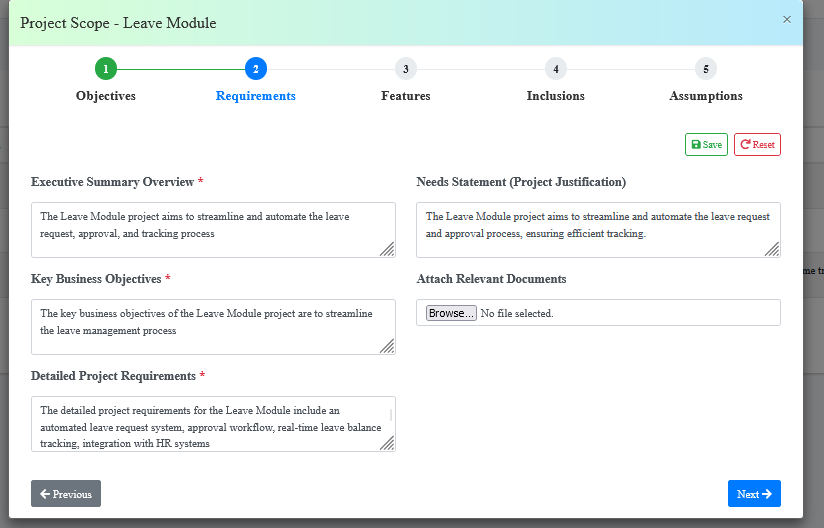 Project Scope - Leave Module
×
1
2
3
4
5
Objectives
Requirements
Features
Inclusions
Assumptions
Save
Reset
Executive Summary Overview *
The Leave Module project aims to streamline and automate the leave
request, approval, and tracking process
Needs Statement (Project Justification)
The Leave Module project aims to streamline and automate the leave request
and approval process, ensuring efficient tracking.
Key Business Objectives *
The key business objectives of the Leave Module project are to streamline
the leave management process
Attach Relevant Documents
Browse... No file selected.
Detailed Project Requirements *
The detailed project requirements for the Leave Module include an
automated leave request system, approval workflow, real-time leave balance
tracking, integration with HR systems
Previous
Next